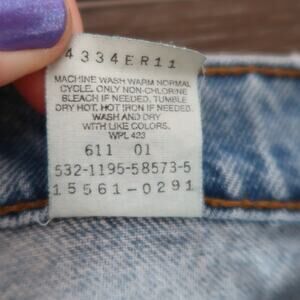 4334ER11
MACHINE WASH WARM NORMAL
CYCLE. ONLY NON-CHLORINE
BLEACH IF NEEDED. TUMBLE
DRY HOT. HOT IRON IF NEEDED.
WASH AND DRY
WITH LIKE COLORS.
WPL 423
611 01
532-1195-58573-5
15561-0291